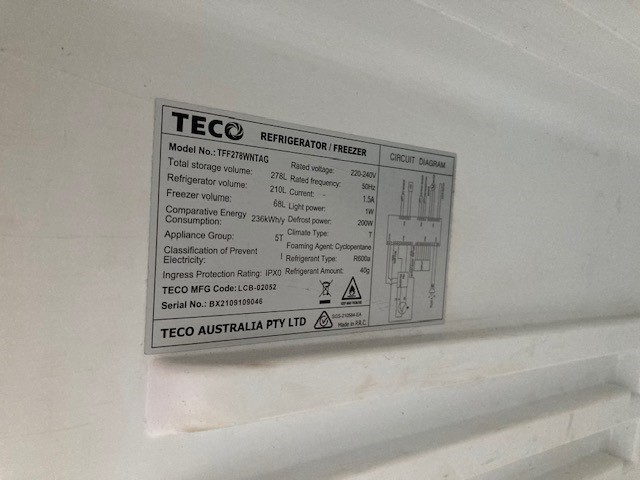 TECO REFRIGERATOR / FREEZER
CIRCUIT DIAGRAM
Model No.: TFF278WNTAG
Total storage volume: 278L
Refrigerator volume: 210L
Freezer volume: 68L
Comparative Energy
Consumption: 236kWh/y
Appliance Group: 5T
Classification of Prevent
Electricity: I
Ingress Protection Rating: IPX0
Rated voltage: 220-240V
Rated frequency: 50Hz
Current: 1.5A
Light power: 1W
Defrost power: 200W
Climate Type: T
Foaming Agent: Cyclopentane
Refrigerant Type: R600a
Refrigerant Amount: 40g
TECO MFG Code: LCB-02052
Serial No.: BX2109109046
TECO AUSTRALIA PTY LTD
Made in P.R.C.